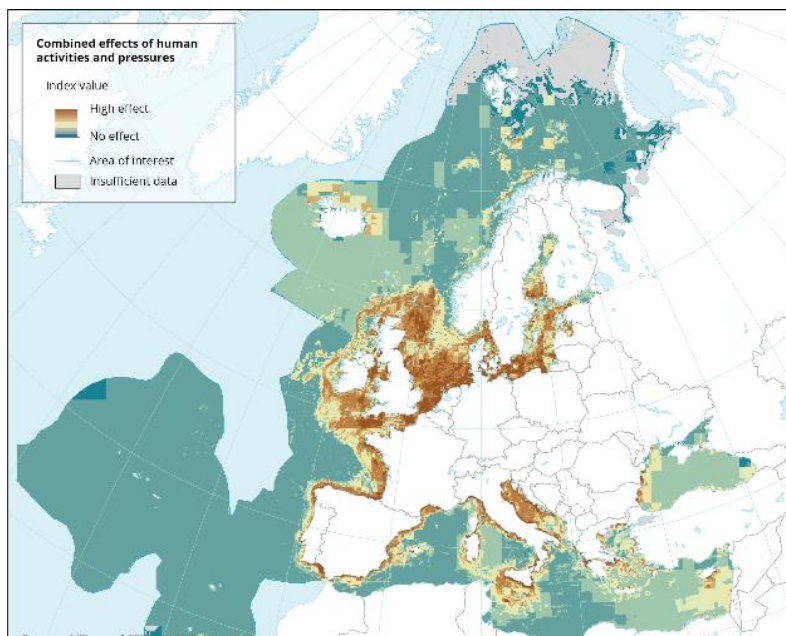 Combined effects of human
activities and pressures
Index value
High effect
No effect
Area of interest
Insufficient data